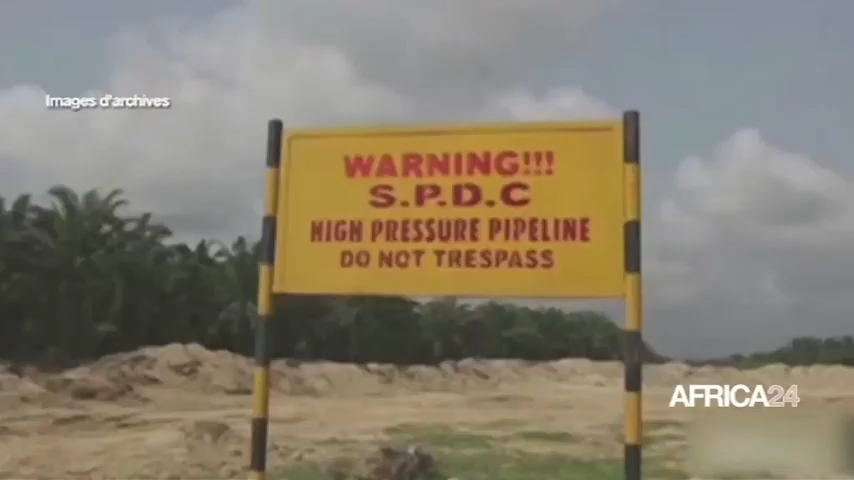 Images d'archives
WARNING!!!
S.P.D.C
HIGH PRESSURE PIPELINE
DO NOT TRESPASS
AFRICA24